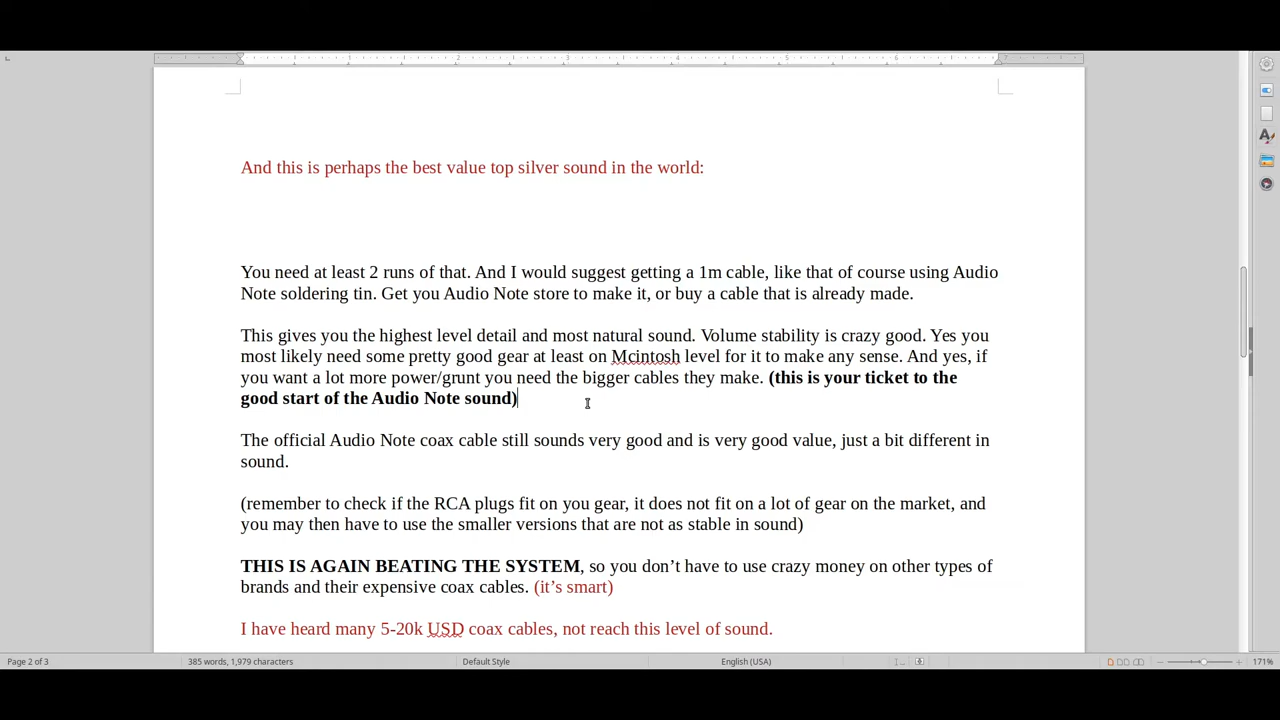 And this is perhaps the best value top silver sound in the world:
You need at least 2 runs of that. And I would suggest getting a 1m cable, like that of course using Audio
Note soldering tin. Get you Audio Note store to make it, or buy a cable that is already made.
This gives you the highest level detail and most natural sound. Volume stability is crazy good. Yes you
most likely need some pretty good gear at least on Mcintosh level for it to make any sense. And yes, if
you want a lot more power/grunt you need the bigger cables they make. (this is your ticket to the
good start of the Audio Note sound)
The official Audio Note coax cable still sounds very good and is very good value, just a bit different in
sound.
(remember to check if the RCA plugs fit on you gear, it does not fit on a lot of gear on the market, and
you may then have to use the smaller versions that are not as stable in sound)
THIS IS AGAIN BEATING THE SYSTEM, so you don’t have to use crazy money on other types of
brands and their expensive coax cables. (it’s smart)
I have heard many 5-20k USD coax cables, not reach this level of sound.
Page 2 of 3 385 words, 1,979 characters Default Style English (USA) 171%